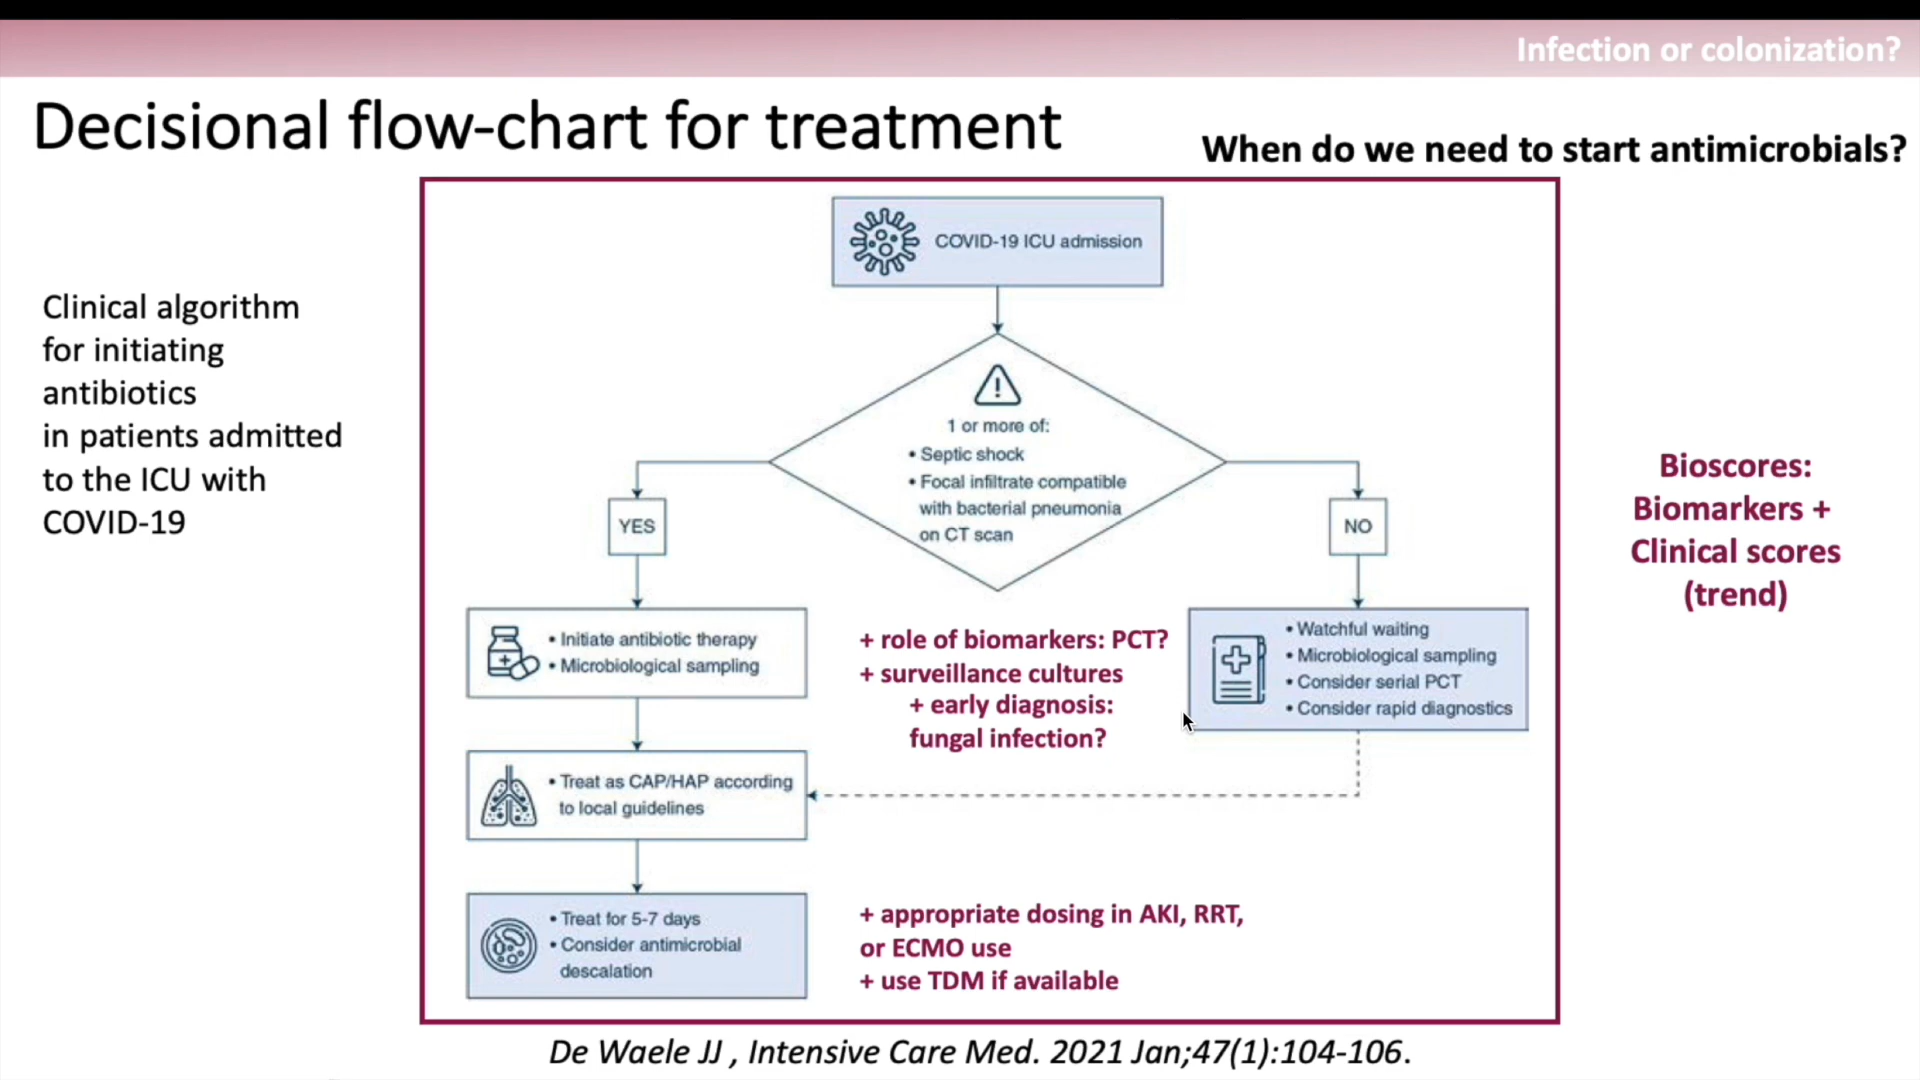 Infection or colonization?
Decisional flow-chart for treatment
When do we need to start antimicrobials?
Clinical algorithm
for initiating
antibiotics
in patients admitted
to the ICU with
COVID-19
COVID-19 ICU admission
1 or more of:
• Septic shock
• Focal infiltrate compatible
with bacterial pneumonia
on CT scan
YES
NO
• Initiate antibiotic therapy
• Microbiological sampling
+ role of biomarkers: PCT?
+ surveillance cultures
+ early diagnosis:
fungal infection?
• Watchful waiting
• Microbiological sampling
• Consider serial PCT
• Consider rapid diagnostics
• Treat as CAP/HAP according
to local guidelines
• Treat for 5-7 days
• Consider antimicrobial
descalation
+ appropriate dosing in AKI, RRT,
or ECMO use
+ use TDM if available
Bioscores:
Biomarkers +
Clinical scores
(trend)
De Waele JJ , Intensive Care Med. 2021 Jan;47(1):104-106.